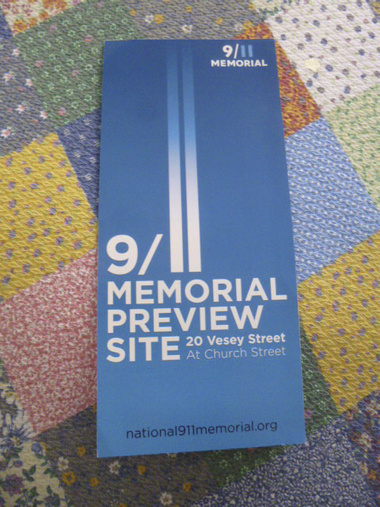 9/11
MEMORIAL
9/11
MEMORIAL
PREVIEW
SITE 20 Vesey Street
At Church Street
national911memorial.org